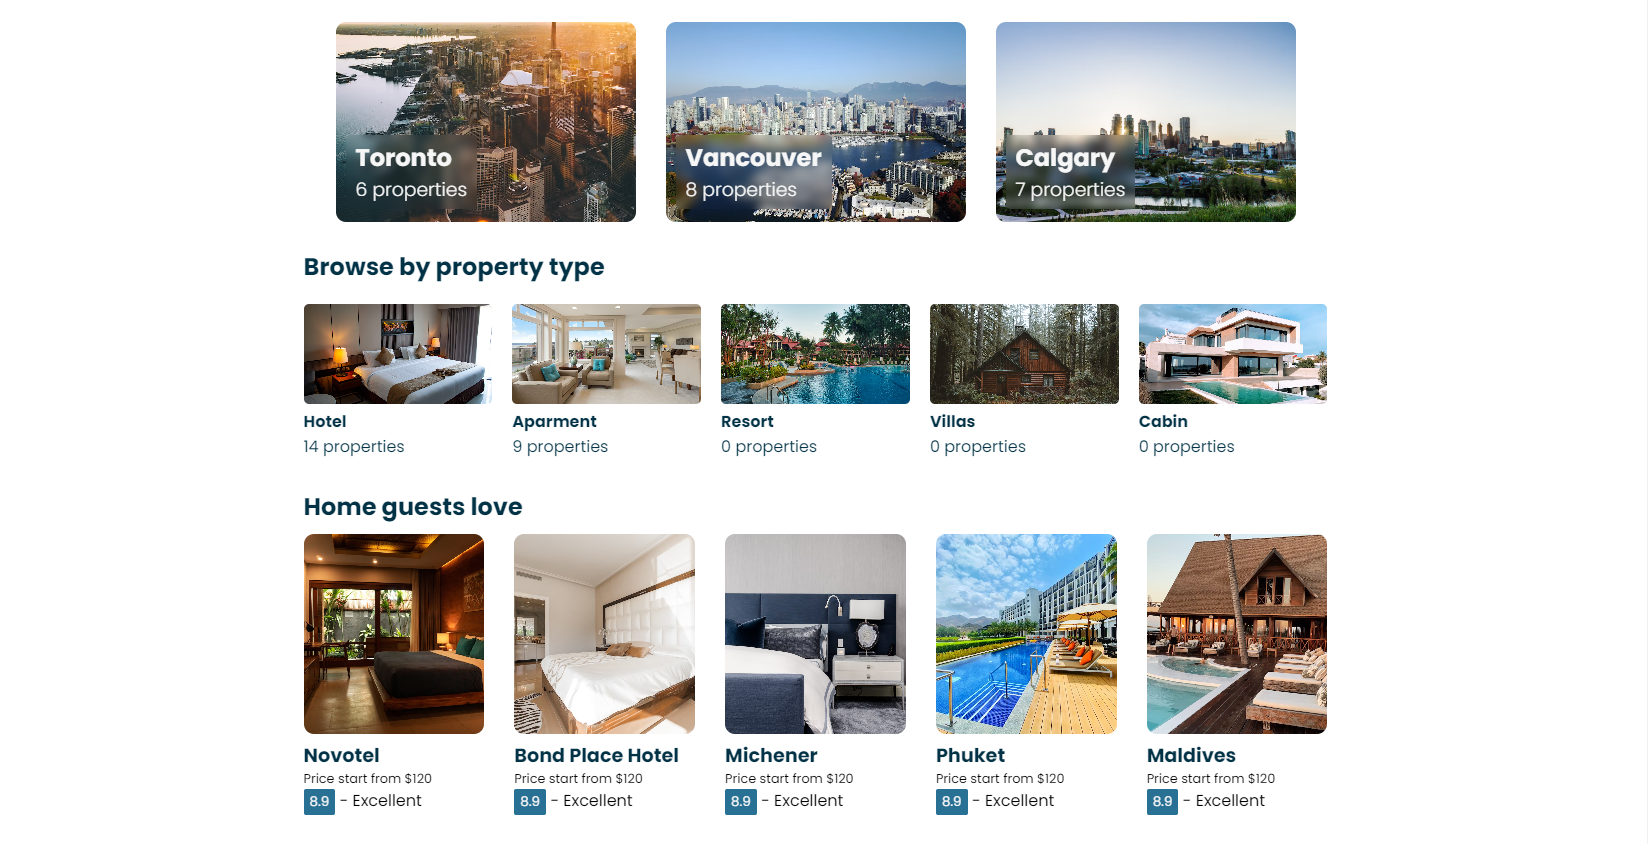 Toronto
6 properties
Vancouver
8 properties
Calgary
7 properties
Browse by property type
Hotel
14 properties
Aparment
9 properties
Resort
0 properties
Villas
0 properties
Cabin
0 properties
Home guests love
Novotel
Price start from $120
8.9 - Excellent
Bond Place Hotel
Price start from $120
8.9 - Excellent
Michener
Price start from $120
8.9 - Excellent
Phuket
Price start from $120
8.9 - Excellent
Maldives
Price start from $120
8.9 - Excellent